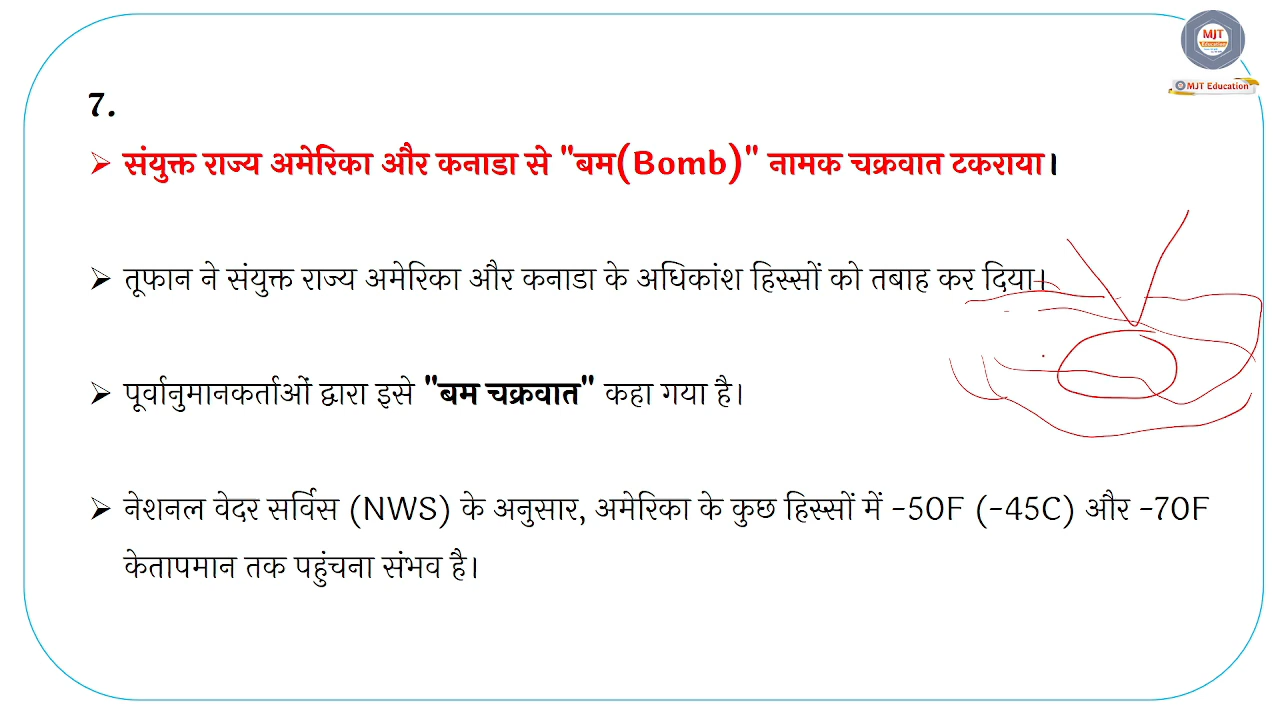 MJT
Education
MJT Education
7.
➢ संयुक्त राज्य अमेरिका और कनाडा से "बम(Bomb)" नामक चक्रवात टकराया।
➢ तूफान ने संयुक्त राज्य अमेरिका और कनाडा के अधिकांश हिस्सों को तबाह कर दिया।
➢ पूर्वानुमानकर्ताओं द्वारा इसे "बम चक्रवात" कहा गया है।
➢ नेशनल वेदर सर्विस (NWS) के अनुसार, अमेरिका के कुछ हिस्सों में -50F (-45C) और -70F
केतापमान तक पहुंचना संभव है।